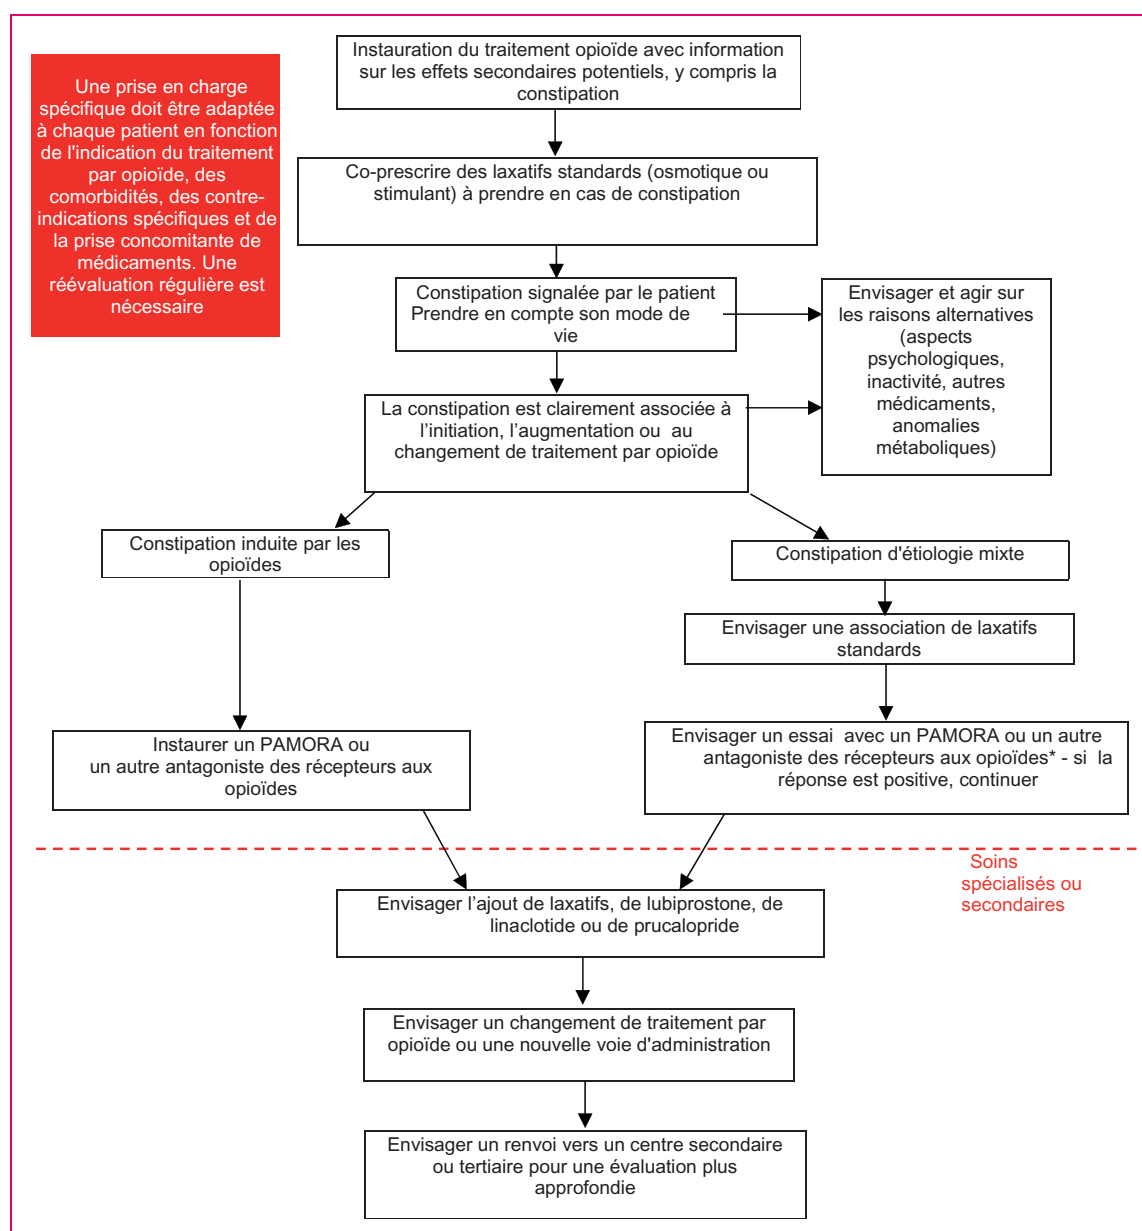 Instauration du traitement opioïde avec information
sur les effets secondaires potentiels, y compris la
constipation
Une prise en charge
spécifique doit être adaptée
à chaque patient en fonction
de l'indication du traitement
par opioïde, des
comorbidités, des contre-
indications spécifiques et de
la prise concomitante de
médicaments. Une
réévaluation régulière est
nécessaire
Co-prescrire des laxatifs standards (osmotique ou
stimulant) à prendre en cas de constipation
Constipation signalée par le patient
Prendre en compte son mode de
vie
Envisager et agir sur
les raisons alternatives
(aspects
psychologiques,
inactivité, autres
médicaments,
anomalies
métaboliques)
La constipation est clairement associée à
l’initiation, l’augmentation ou au
changement de traitement par opioïde
Constipation induite par les
opioïdes
Constipation d'étiologie mixte
Envisager une association de laxatifs
standards
Instaurer un PAMORA ou
un autre antagoniste des récepteurs aux
opioïdes
Envisager un essai avec un PAMORA ou un autre
antagoniste des récepteurs aux opioïdes* - si la
réponse est positive, continuer
Soins
spécialisés ou
secondaires
Envisager l’ajout de laxatifs, de lubiprostone, de
linaclotide ou de prucalopride
Envisager un changement de traitement par
opioïde ou une nouvelle voie d'administration
Envisager un renvoi vers un centre secondaire
ou tertiaire pour une évaluation plus
approfondie